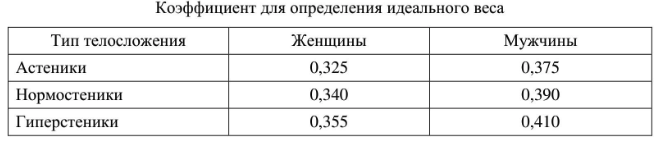 Коэффициент для определения идеального веса
Тип телосложения Женщины Мужчины
Астеники 0,325 0,375
Нормостеники 0,340 0,390
Гиперстеники 0,355 0,410